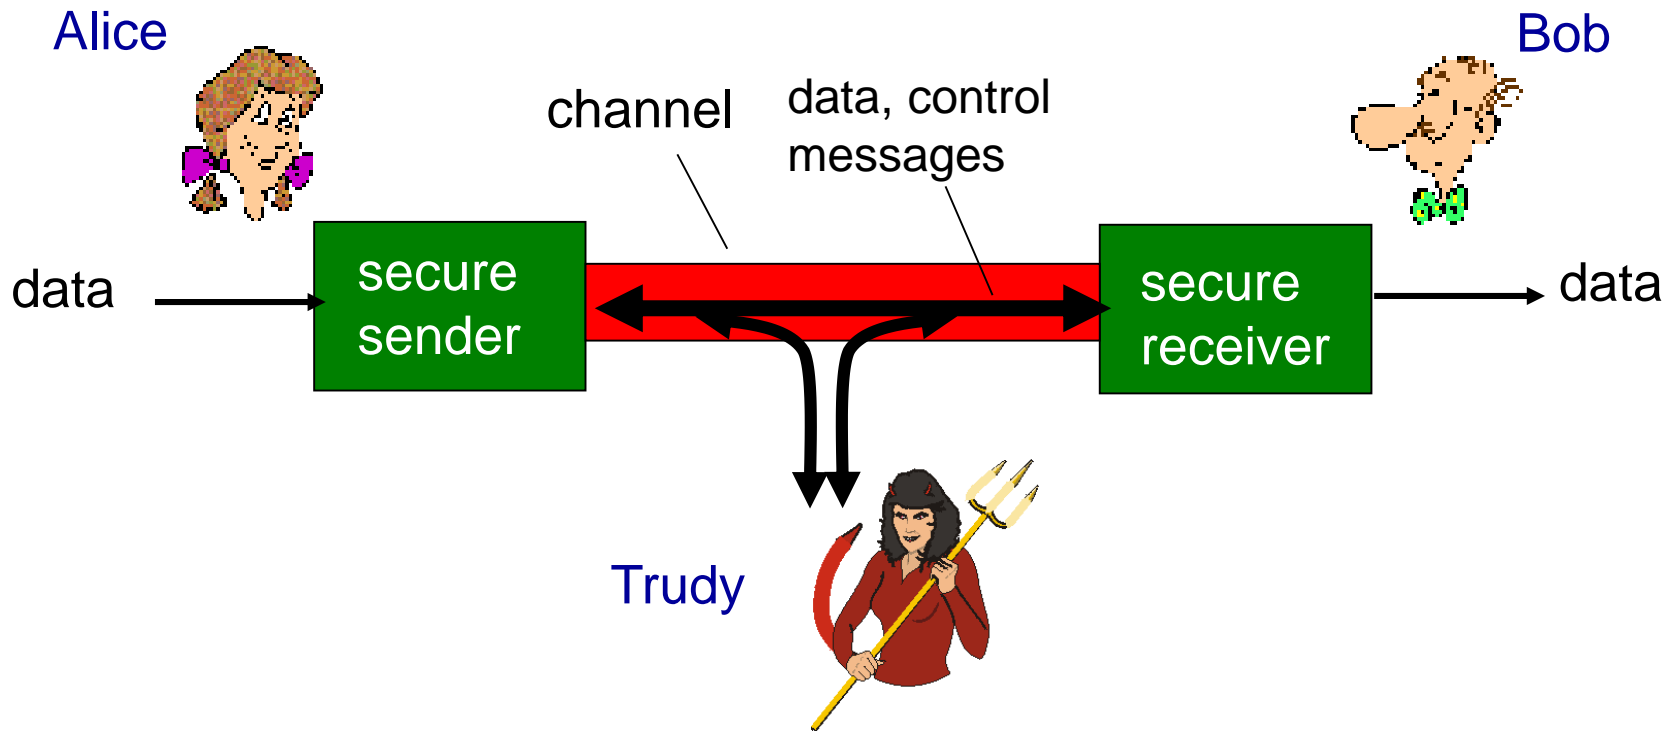 Alice
Bob
channel
data, control
messages
data
secure
sender
secure
receiver
data
Trudy